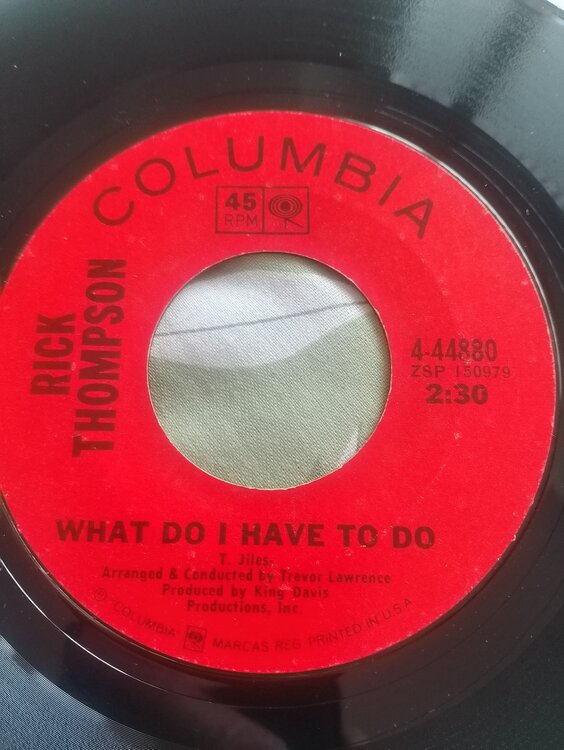 COLUMBIA
45
RPM
RICK
THOMPSON
4-44880
ZSP 150979
2:30
WHAT DO I HAVE TO DO
T. Jiles
Arranged & Conducted by Trevor Lawrence
Produced by King Davis
Productions, Inc.
℗ "COLUMBIA" MARCAS REG. PRINTED IN U.S.A